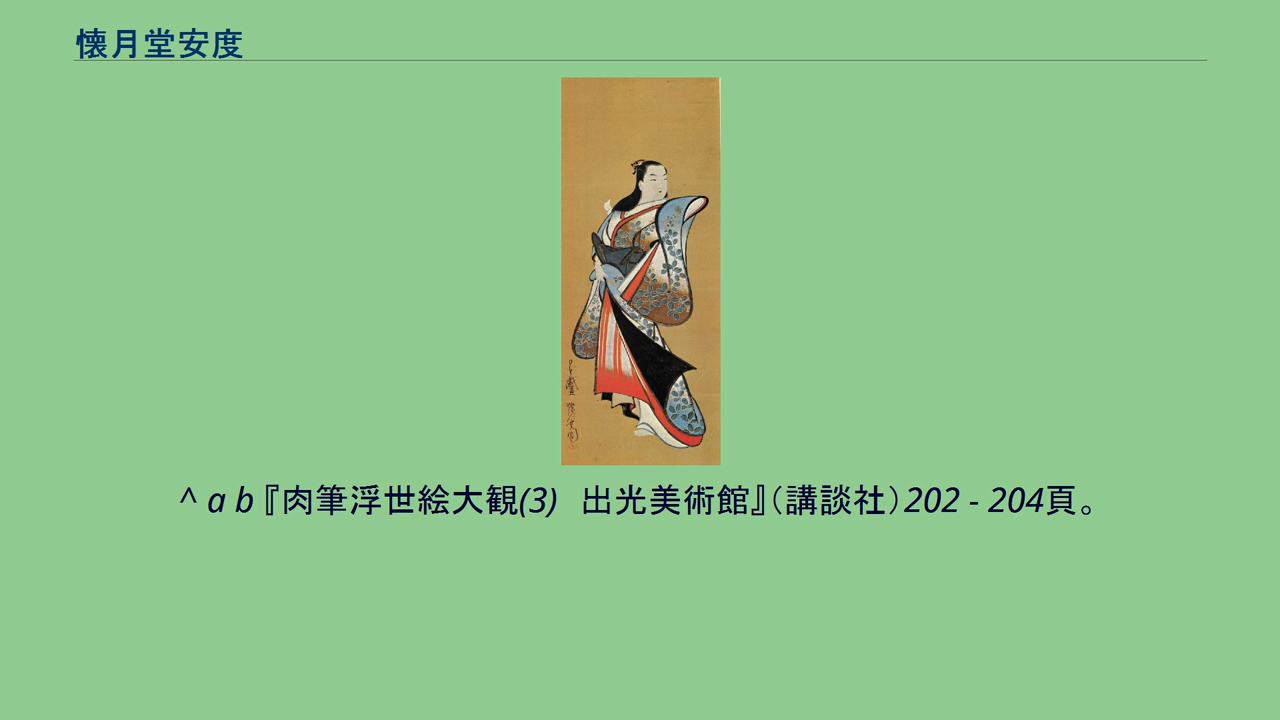 懐月堂安度
^ a b 『肉筆浮世絵大観(3) 出光美術館』（講談社）202 - 204頁。